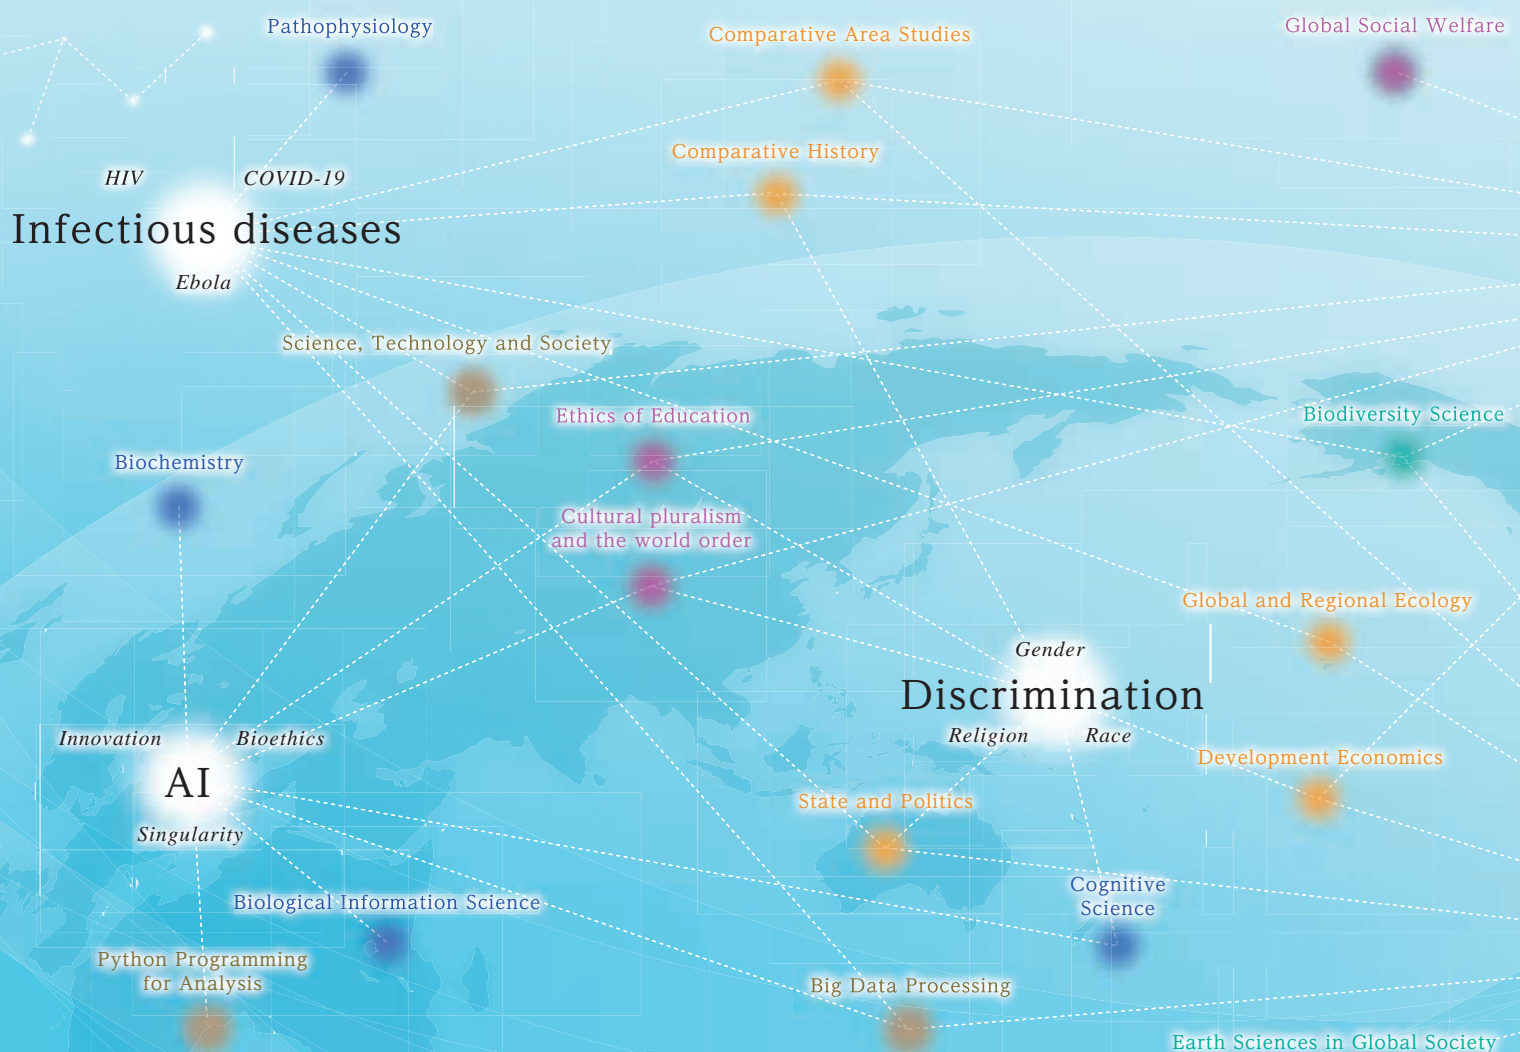 Pathophysiology
Comparative Area Studies
Global Social Welfare
Comparative History
HIV
COVID-19
Infectious diseases
Ebola
Science, Technology and Society
Ethics of Education
Biodiversity Science
Biochemistry
Cultural pluralism
and the world order
Global and Regional Ecology
Gender
Discrimination
Religion
Race
Innovation
Bioethics
AI
Singularity
Development Economics
State and Politics
Cognitive
Science
Biological Information Science
Python Programming
for Analysis
Big Data Processing
Earth Sciences in Global Society